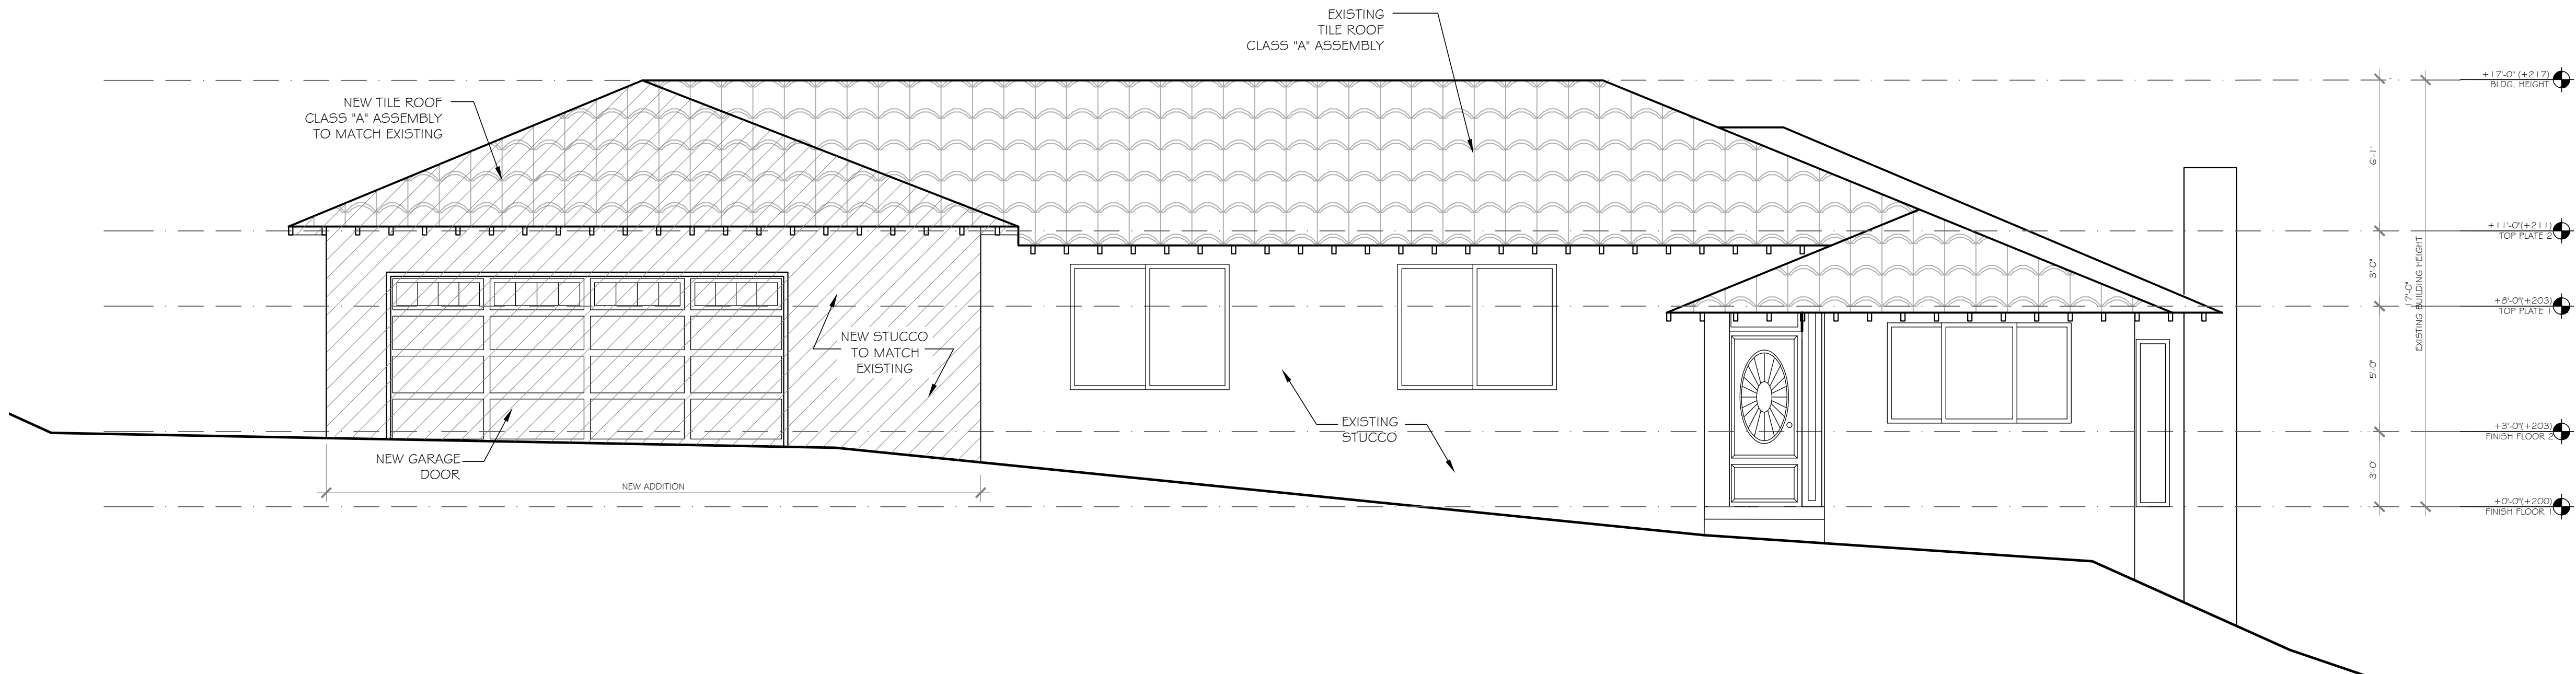 EXISTING
TILE ROOF
CLASS "A" ASSEMBLY
NEW TILE ROOF
CLASS "A" ASSEMBLY
TO MATCH EXISTING
NEW STUCCO
TO MATCH
EXISTING
EXISTING
STUCCO
NEW GARAGE
DOOR
NEW ADDITION
6'-1"
3'-0"
5'-0"
3'-0"
17'-0"
EXISTING BUILDING HEIGHT
+17'-0" (+217)
BLDG. HEIGHT
+11'-0"(+211)
TOP PLATE 2
+8'-0"(+203)
TOP PLATE 1
+3'-0"(+203)
FINISH FLOOR 2
+0'-0"(+200)
FINISH FLOOR 1